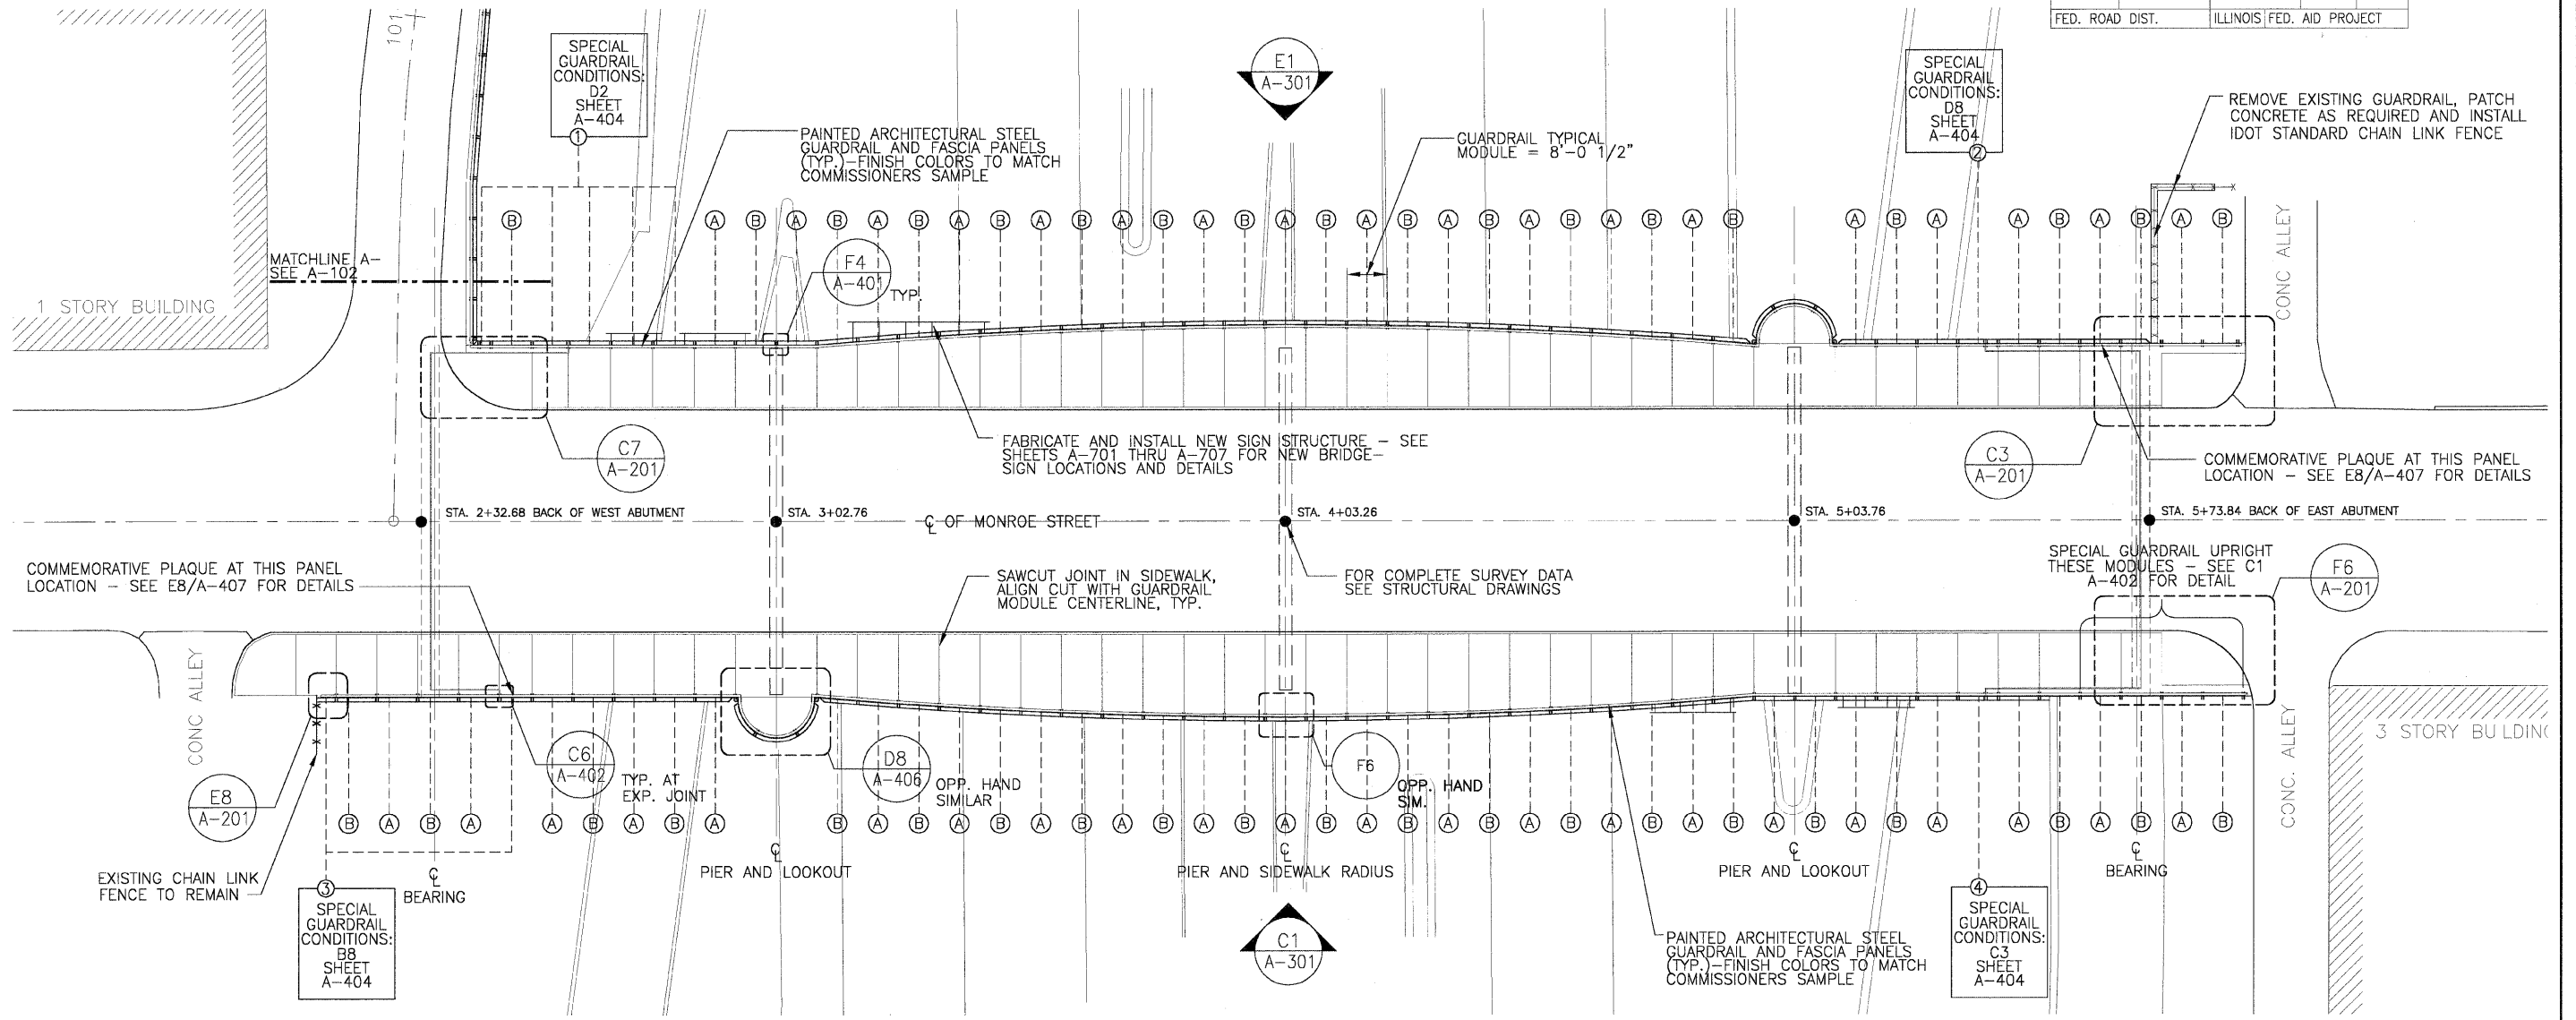 FED. ROAD DIST.
ILLINOIS
FED. AID PROJECT
101
SPECIAL
GUARDRAIL
CONDITIONS:
D2
SHEET
A-404
1
E1
A-301
SPECIAL
GUARDRAIL
CONDITIONS:
D8
SHEET
A-404
2
REMOVE EXISTING GUARDRAIL, PATCH
CONCRETE AS REQUIRED AND INSTALL
IDOT STANDARD CHAIN LINK FENCE
PAINTED ARCHITECTURAL STEEL
GUARDRAIL AND FASCIA PANELS
(TYP.)-FINISH COLORS TO MATCH
COMMISSIONERS SAMPLE
GUARDRAIL TYPICAL
MODULE = 8'-0 1/2"
B A B A B A B A B A B A B A B A B A B A B A B A B A B A B A B A B A B A B
MATCHLINE A-
SEE A-102
1 STORY BUILDING
F4
A-401
TYP.
CONC ALLEY
C7
A-201
FABRICATE AND INSTALL NEW SIGN STRUCTURE - SEE
SHEETS A-701 THRU A-707 FOR NEW BRIDGE-
SIGN LOCATIONS AND DETAILS
C3
A-201
COMMEMORATIVE PLAQUE AT THIS PANEL
LOCATION - SEE E8/A-407 FOR DETAILS
STA. 2+32.68 BACK OF WEST ABUTMENT
STA. 3+02.76
℄ OF MONROE STREET
STA. 4+03.26
STA. 5+03.76
STA. 5+73.84 BACK OF EAST ABUTMENT
COMMEMORATIVE PLAQUE AT THIS PANEL
LOCATION - SEE E8/A-407 FOR DETAILS
SAWCUT JOINT IN SIDEWALK,
ALIGN CUT WITH GUARDRAIL
MODULE CENTERLINE, TYP.
FOR COMPLETE SURVEY DATA
SEE STRUCTURAL DRAWINGS
SPECIAL GUARDRAIL UPRIGHT
THESE MODULES - SEE C1
A-402 FOR DETAIL
F6
A-201
CONC ALLEY
CONC. ALLEY
3 STORY BUILDING
E8
A-201
C6
A-402
TYP. AT
EXP. JOINT
D8
A-406
OPP. HAND
SIMILAR
F6
OPP. HAND
SIM.
B A B A A B A B A B A B A B A B A B A B A B A B A B A B A B A B A B A A B A B A B
EXISTING CHAIN LINK
FENCE TO REMAIN
℄
BEARING
℄
PIER AND LOOKOUT
℄
PIER AND SIDEWALK RADIUS
℄
PIER AND LOOKOUT
℄
BEARING
3
SPECIAL
GUARDRAIL
CONDITIONS:
B8
SHEET
A-404
C1
A-301
PAINTED ARCHITECTURAL STEEL
GUARDRAIL AND FASCIA PANELS
(TYP.)-FINISH COLORS TO MATCH
COMMISSIONERS SAMPLE
4
SPECIAL
GUARDRAIL
CONDITIONS:
C3
SHEET
A-404